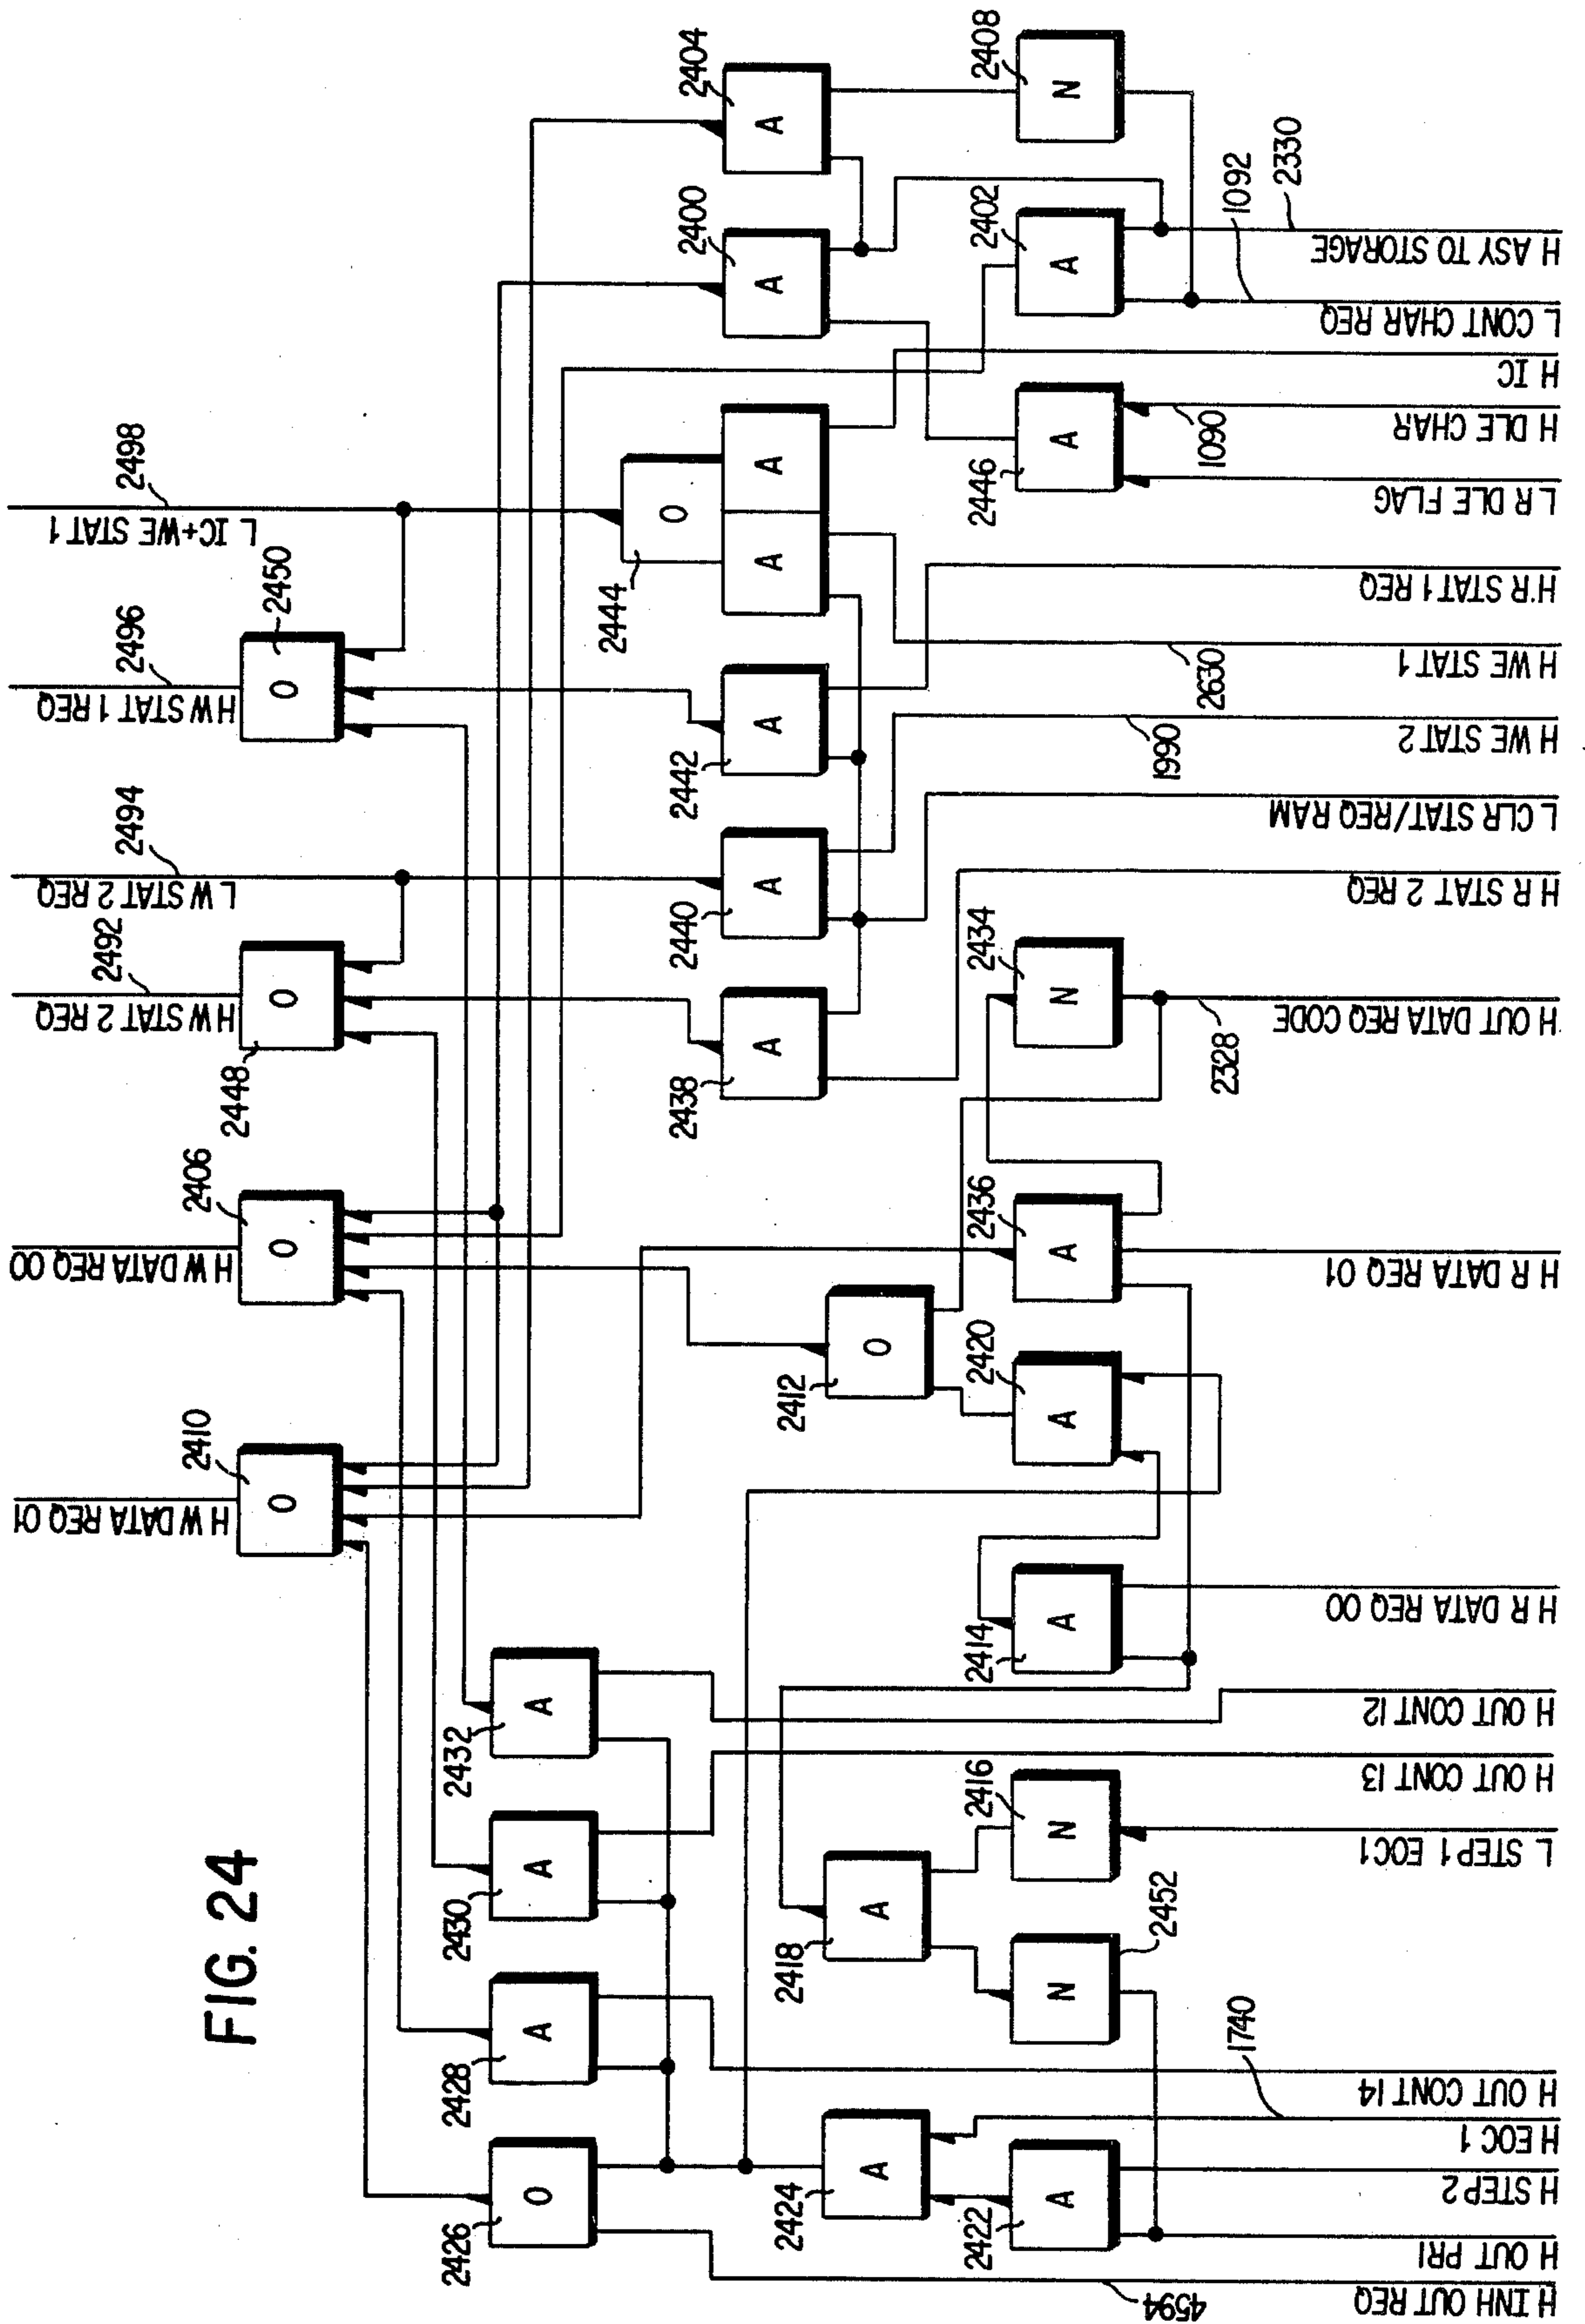 FIG. 24
H W DATA REQ 01
H W DATA REQ 00
H W STAT 2 REQ
2492
L W STAT 2 REQ
2494
H W STAT 1 REQ
2496
L IC+WE STAT 1
2498
2410
O
2406
O
2448
O
2450
O
2426
O
2428
A
2430
A
2432
A
2438
A
2440
A
2442
A
2444
O
A
A
2400
A
2404
A
2424
A
2418
A
2412
O
2422
A
2452
N
2416
N
2414
A
2420
A
2436
A
2434
N
2446
A
2402
A
2408
N
H INH OUT REQ
4594
H OUT PRI
H STEP 2
H EOC 1
1740
H OUT CONT 14
L STEP 1 EOC1
H OUT CONT 13
H OUT CONT 12
H R DATA REQ 00
H R DATA REQ 01
H OUT DATA REQ CODE
2328
H R STAT 2 REQ
L CLR STAT/REQ RAM
H WE STAT 2
1990
H WE STAT 1
2630
H R STAT 1 REQ
L R DLE FLAG
H DLE CHAR
1090
H IC
L CONT CHAR REQ
1092
H ASY TO STORAGE
2330